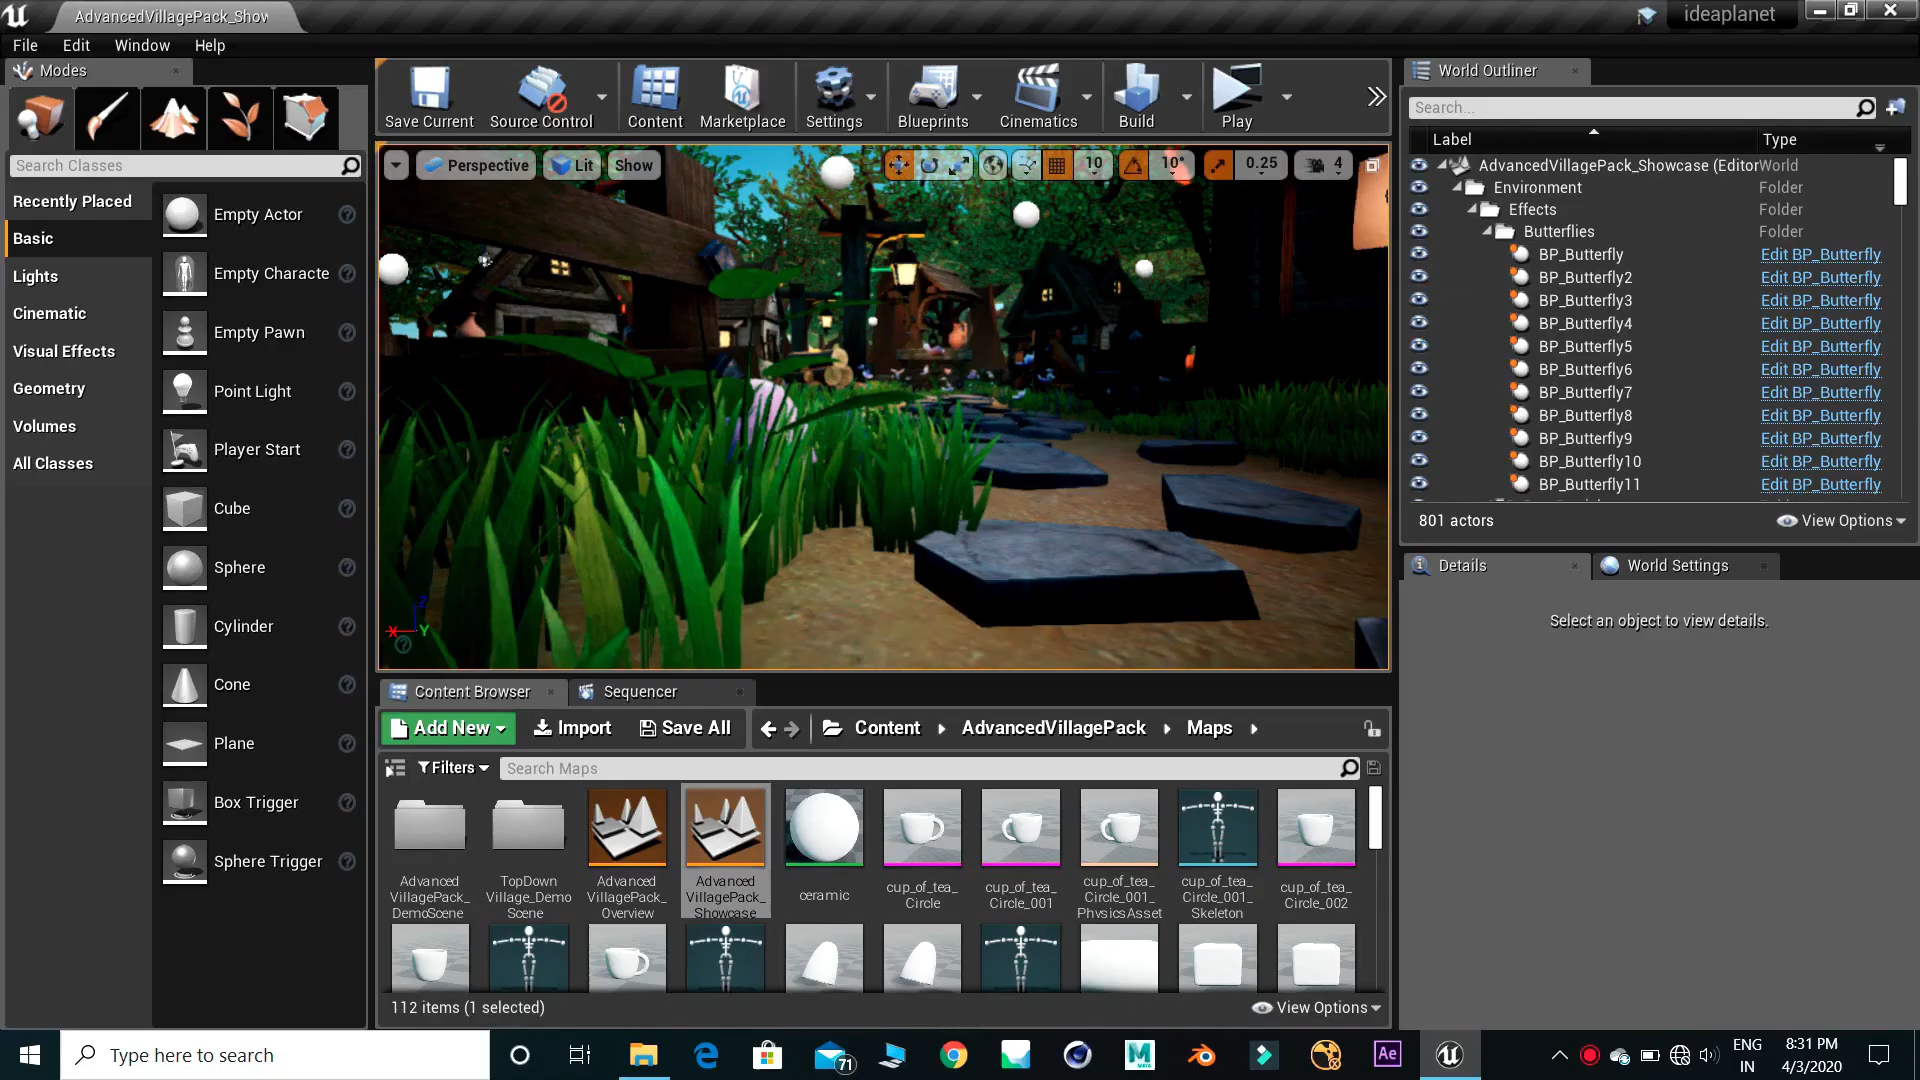 AdvancedVillagePack_Show
ideaplanet
File Edit Window Help
Modes
Search Classes
Recently Placed
Basic
Lights
Cinematic
Visual Effects
Geometry
Volumes
All Classes
Empty Actor
Empty Characte
Empty Pawn
Point Light
Player Start
Cube
Sphere
Cylinder
Cone
Plane
Box Trigger
Sphere Trigger
Save Current Source Control Content Marketplace Settings Blueprints Cinematics Build Play
Perspective Lit Show 10 10° 0.25 4
X Y Z
Content Browser Sequencer
Add New Import Save All Content AdvancedVillagePack Maps
Filters Search Maps
Advanced
VillagePack_
DemoScene
TopDown
Village_Demo
Scene
Advanced
VillagePack_
Overview
Advanced
VillagePack_
Showcase
ceramic
cup_of_tea_
Circle
cup_of_tea_
Circle_001
cup_of_tea_
Circle_001_
PhysicsAsset
cup_of_tea_
Circle_001_
Skeleton
cup_of_tea_
Circle_002
112 items (1 selected) View Options
World Outliner
Search...
Label Type
AdvancedVillagePack_Showcase (Editor World
Environment Folder
Effects Folder
Butterflies Folder
BP_Butterfly Edit BP_Butterfly
BP_Butterfly2 Edit BP_Butterfly
BP_Butterfly3 Edit BP_Butterfly
BP_Butterfly4 Edit BP_Butterfly
BP_Butterfly5 Edit BP_Butterfly
BP_Butterfly6 Edit BP_Butterfly
BP_Butterfly7 Edit BP_Butterfly
BP_Butterfly8 Edit BP_Butterfly
BP_Butterfly9 Edit BP_Butterfly
BP_Butterfly10 Edit BP_Butterfly
BP_Butterfly11 Edit BP_Butterfly
801 actors View Options
Details World Settings
Select an object to view details.
Type here to search
71
MAYA
Ae
ENG
IN
8:31 PM
4/3/2020